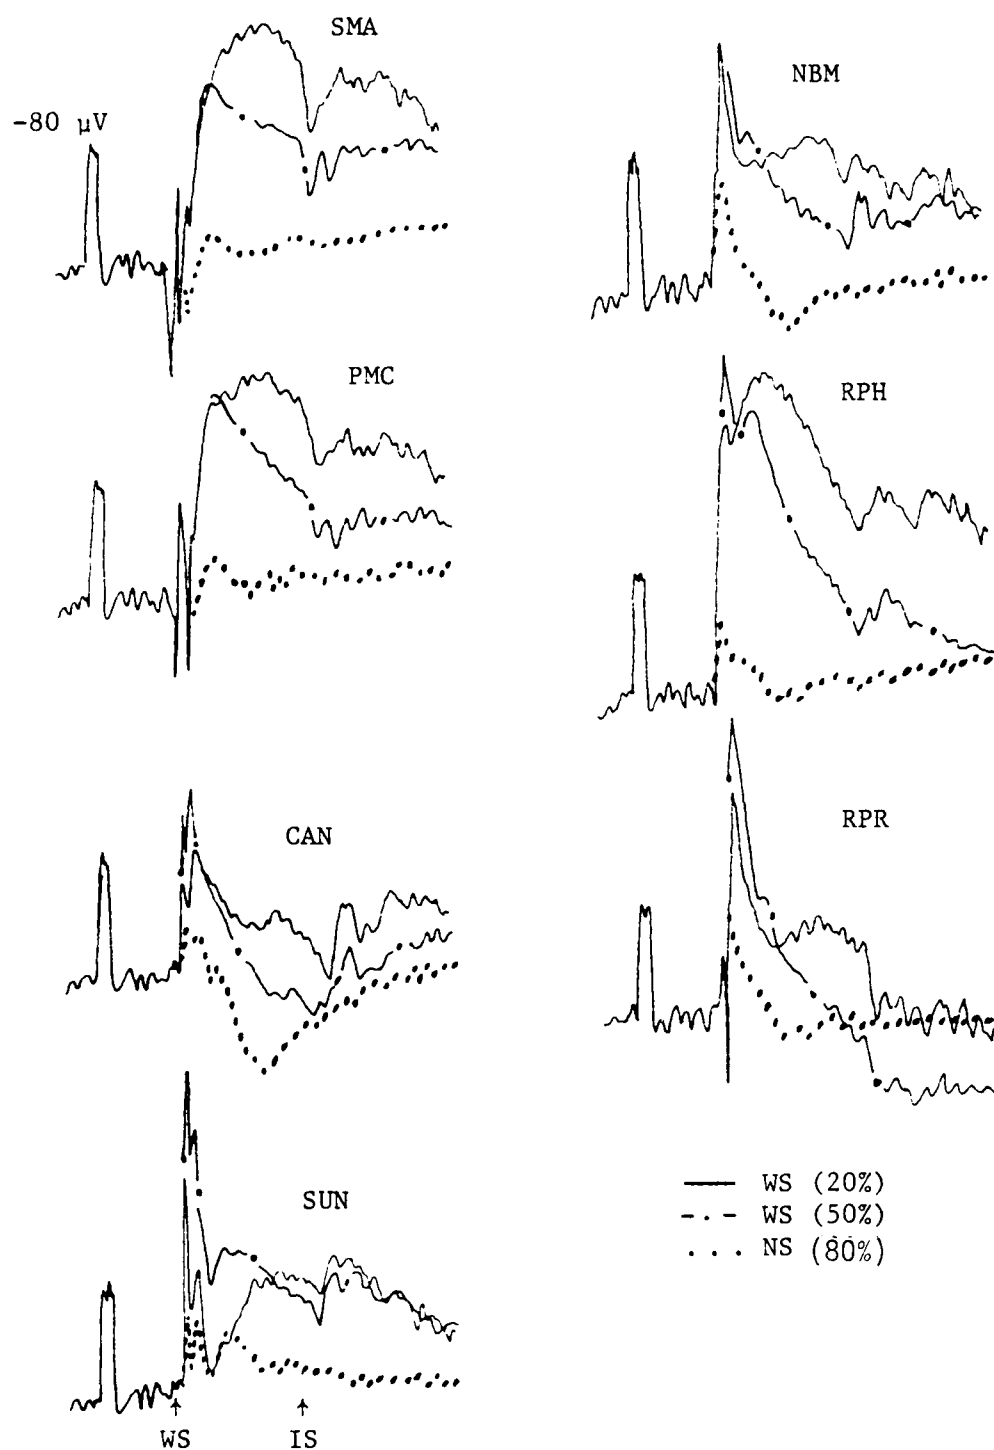 SMA
-80 μV
PMC
CAN
SUN
↑ ↑
WS IS
NBM
RPH
RPR
—— WS (20%)
-.- WS (50%)
.... NS (80%)